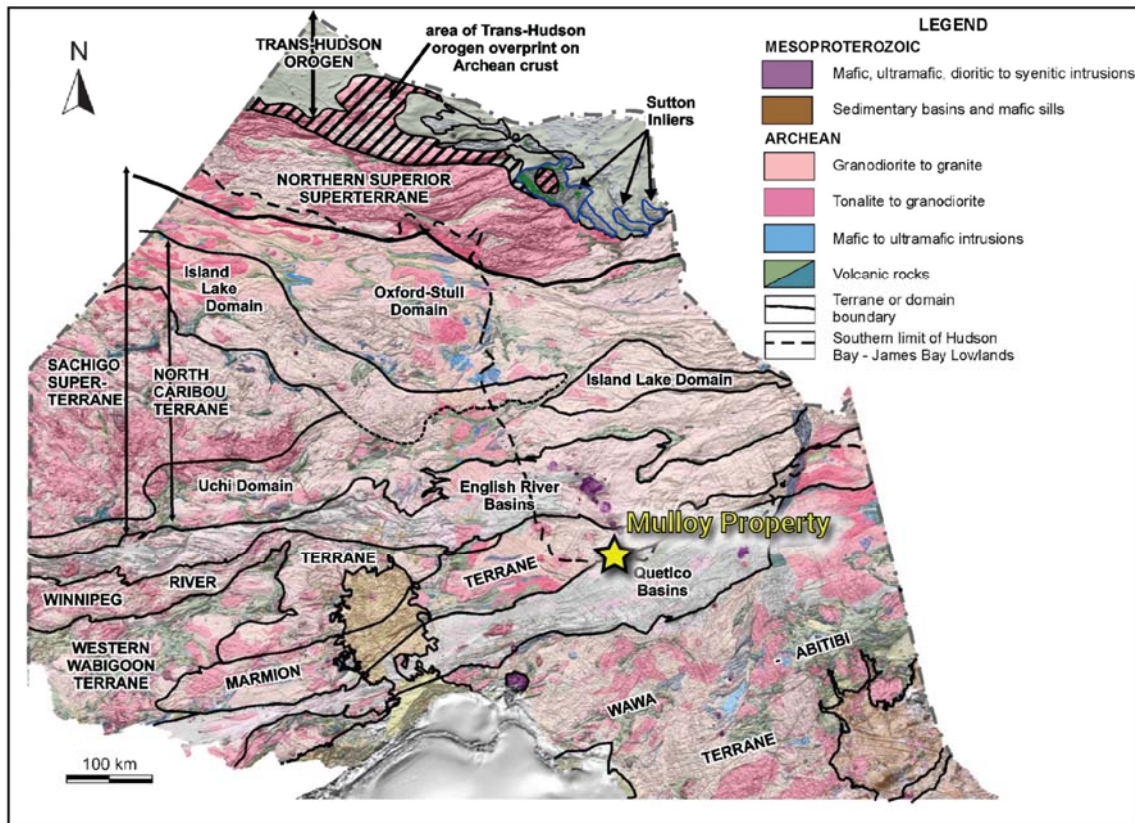 N
TRANS-HUDSON
OROGEN
area of Trans-Hudson
orogen overprint on
Archean crust
Sutton
Inliers
NORTHERN SUPERIOR
SUPERTERRANE
Island
Lake
Domain
Oxford-Stull
Domain
SACHIGO
SUPER-
TERRANE
NORTH
CARIBOU
TERRANE
Island Lake Domain
Uchi Domain
English River
Basins
Mulloy Property
TERRANE
TERRANE
RIVER
WINNIPEG
Quetico
Basins
WESTERN
WABIGOON
TERRANE
MARMION
- ABITIBI
WAWA
TERRANE
100 km
LEGEND
MESOPROTEROZOIC
Mafic, ultramafic, dioritic to syenitic intrusions
Sedimentary basins and mafic sills
ARCHEAN
Granodiorite to granite
Tonalite to granodiorite
Mafic to ultramafic intrusions
Volcanic rocks
Terrane or domain
boundary
Southern limit of Hudson
Bay - James Bay Lowlands